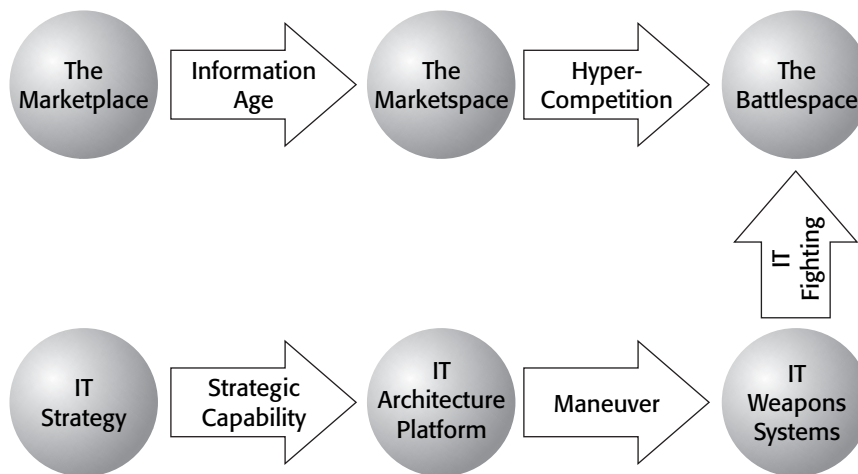 The
Marketplace
Information
Age
The
Marketspace
Hyper-
Competition
The
Battlespace
IT
Fighting
IT
Strategy
Strategic
Capability
IT
Architecture
Platform
Maneuver
IT
Weapons
Systems